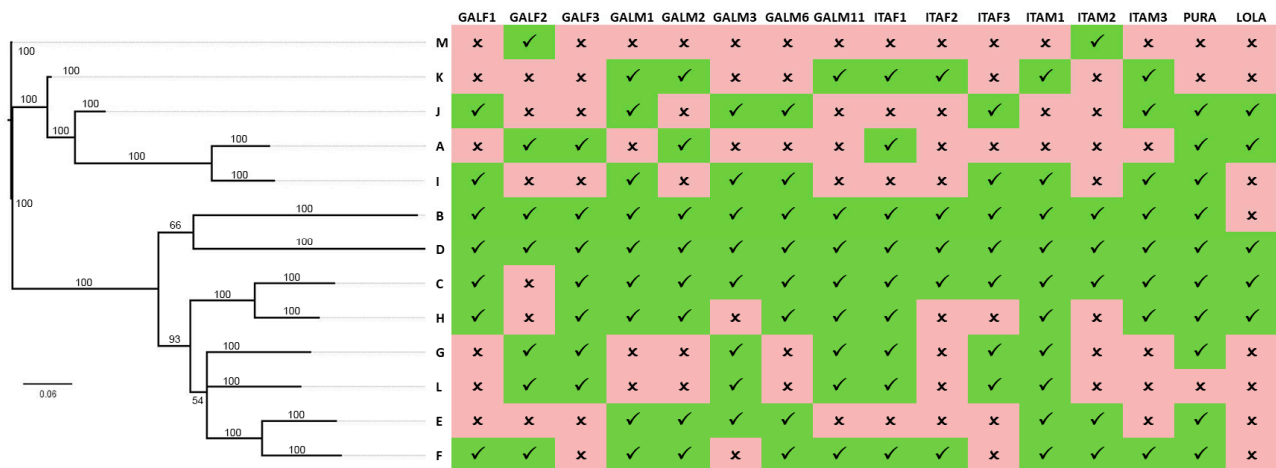 GALF1 GALF2 GALF3 GALM1 GALM2 GALM3 GALM6 GALM11 ITAF1 ITAF2 ITAF3 ITAM1 ITAM2 ITAM3 PURA LOLA
M x ✓ x x x x x x x x x x ✓ x x x
100
100
K x x x ✓ ✓ x x ✓ ✓ ✓ x ✓ x ✓ x x
100
100
J ✓ x x ✓ x ✓ ✓ x x x ✓ x x ✓ ✓ ✓
100
100
A x ✓ ✓ x ✓ x x x ✓ x x x x x ✓ ✓
100
100
I ✓ x x ✓ x ✓ ✓ x x x ✓ ✓ x ✓ ✓ x
100
100
B ✓ ✓ ✓ ✓ ✓ ✓ ✓ ✓ ✓ ✓ ✓ ✓ ✓ ✓ ✓ x
66
100
D ✓ ✓ ✓ ✓ ✓ ✓ ✓ ✓ ✓ ✓ ✓ ✓ ✓ ✓ ✓ ✓
100
100
C ✓ x ✓ ✓ ✓ ✓ ✓ ✓ ✓ ✓ ✓ ✓ ✓ ✓ ✓ ✓
100
100
H ✓ x ✓ ✓ ✓ x ✓ ✓ ✓ x x ✓ x ✓ ✓ ✓
93
100
G x ✓ ✓ x x ✓ x ✓ ✓ x ✓ ✓ x x ✓ x
100
L x ✓ ✓ x x ✓ x ✓ ✓ x ✓ ✓ x x x x
0.06
54
100
E x x x ✓ ✓ ✓ ✓ x x x x ✓ ✓ x ✓ x
100
100
F ✓ ✓ x ✓ ✓ x ✓ ✓ ✓ ✓ x ✓ ✓ ✓ ✓ x